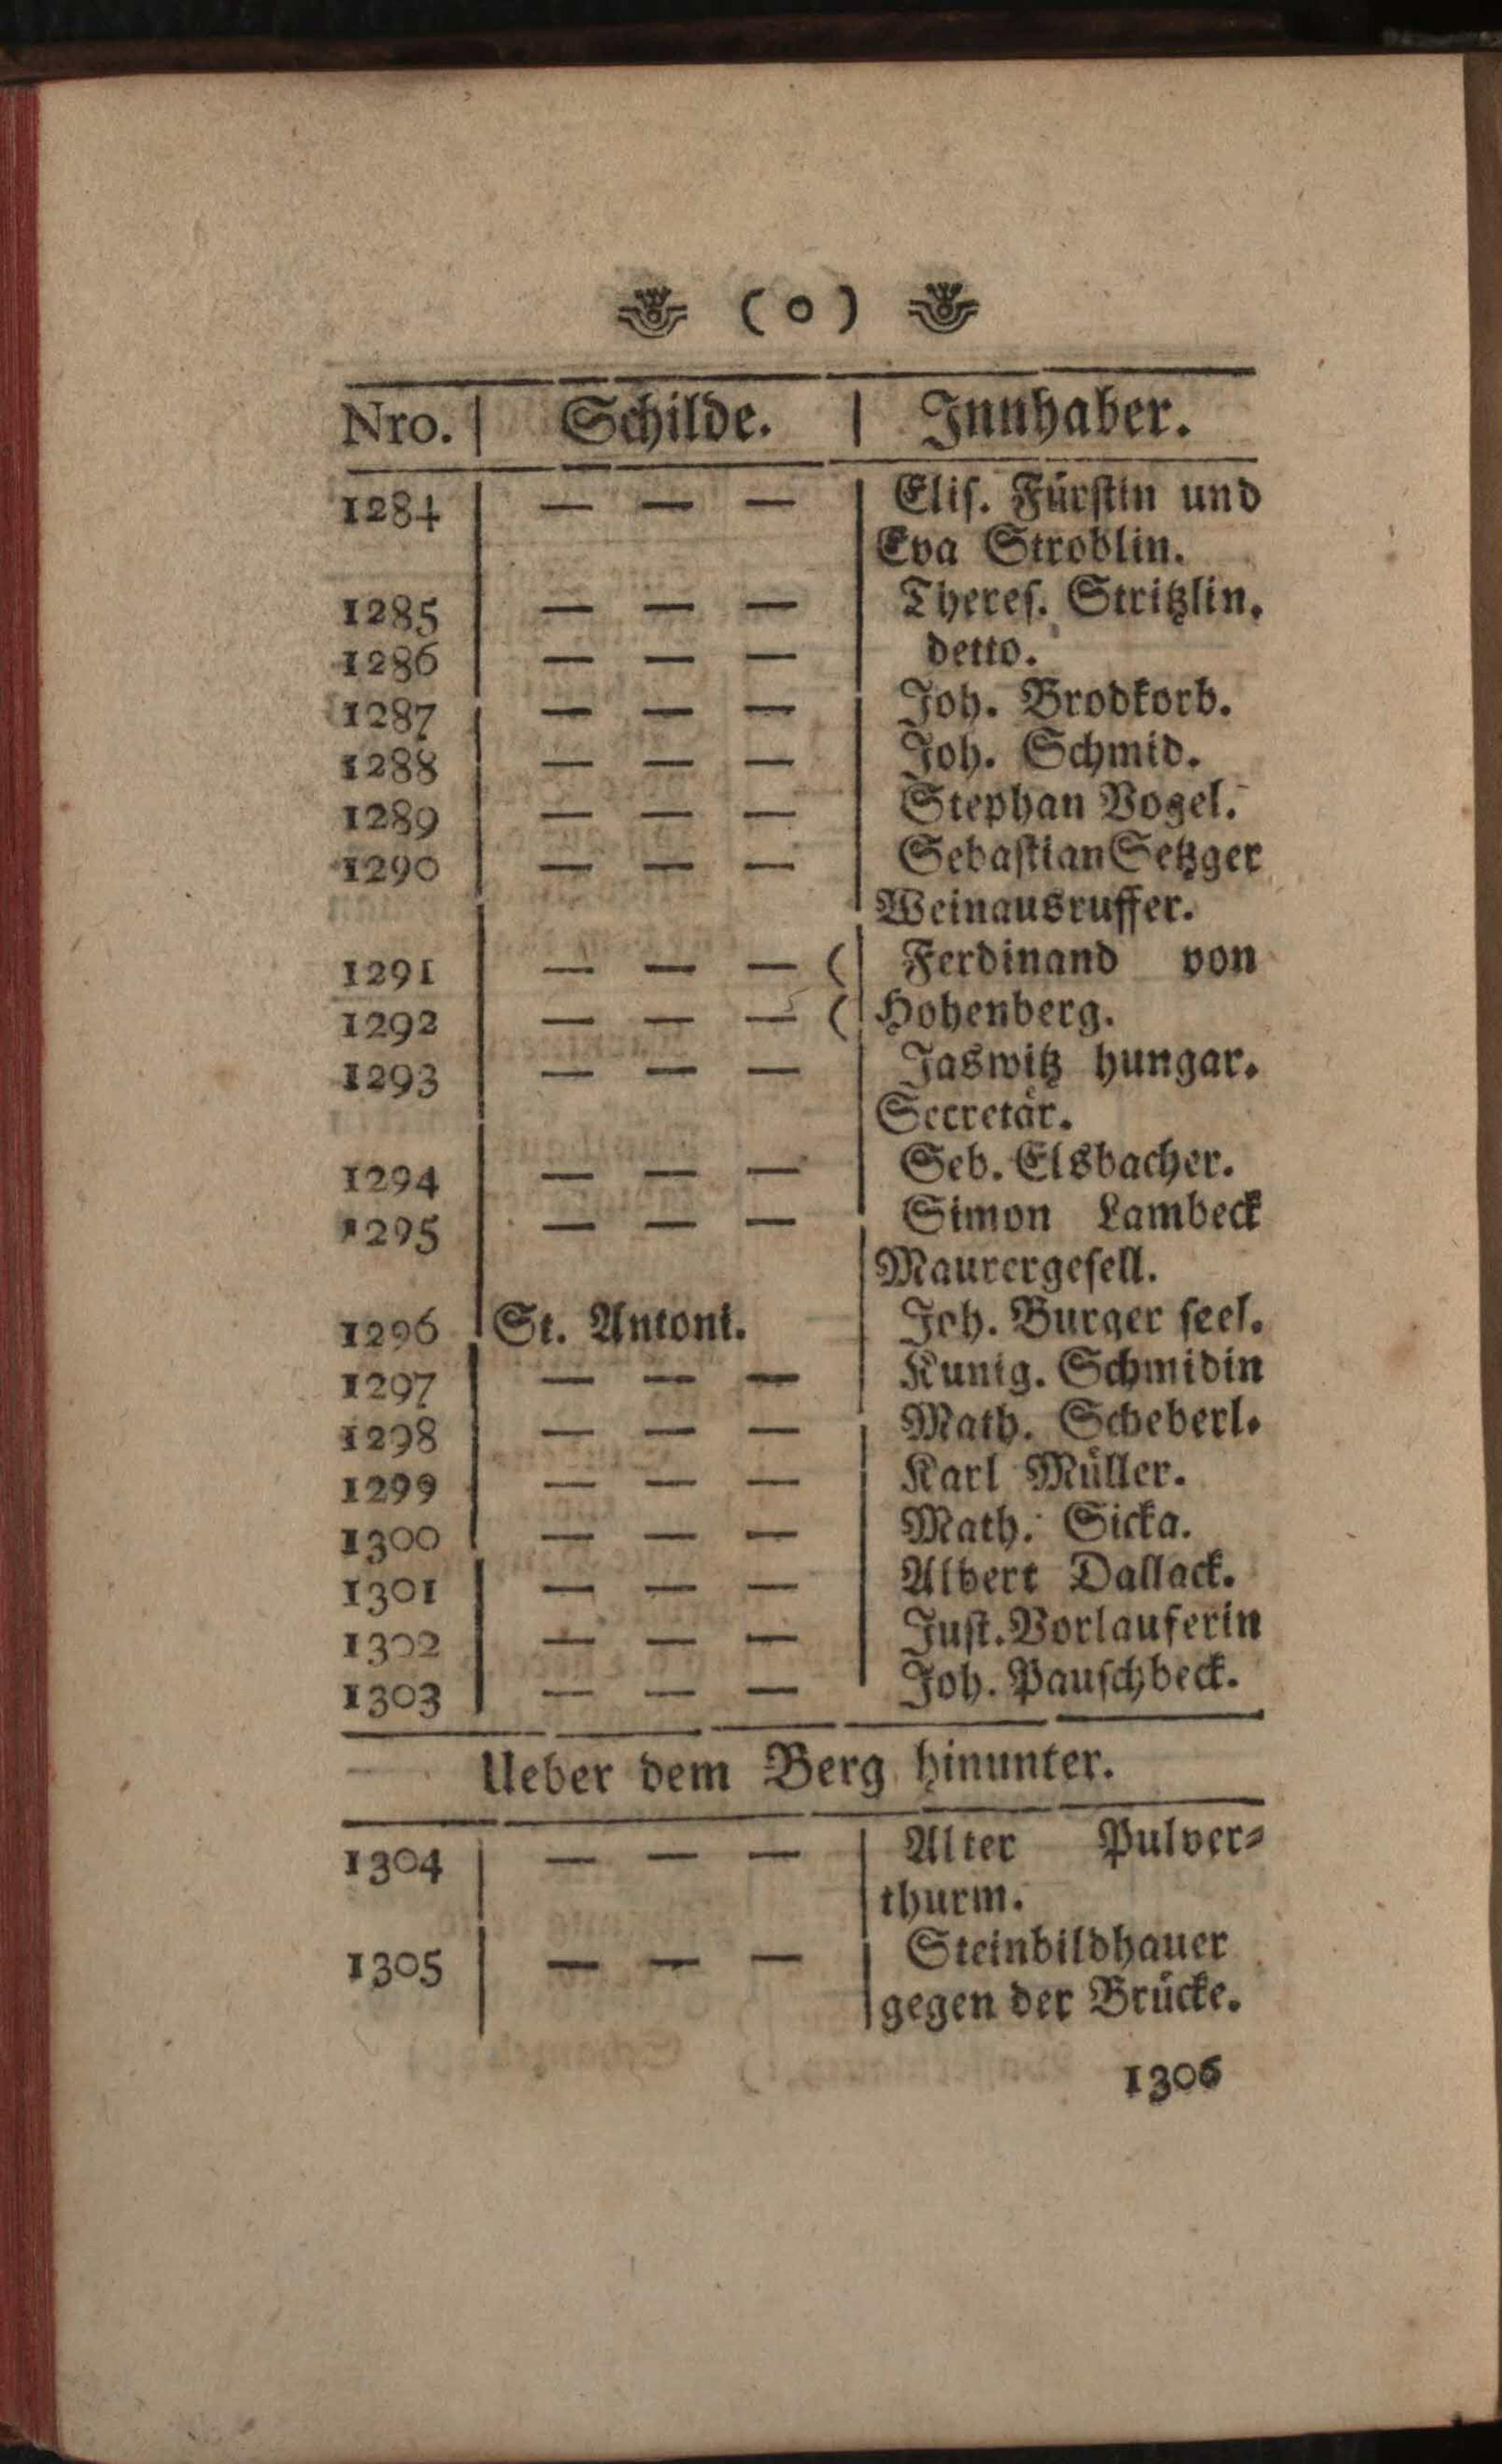 ( o )
Nro. | Schilde. | Innhaber.
1284 — — — Elis. Fürstin und
Eva Stroblin.
1285 — — — Theres. Stritzlin.
1286 — — — detto.
1287 — — — Joh. Brodkorb.
1288 — — — Joh. Schmid.
1289 — — — Stephan Vogel.
1290 — — — Sebastian Setzger
Weinausruffer.
1291 — — — ( Ferdinand von
1292 — — — ( Hohenberg.
1293 — — — Jaswitz hungar.
Secretär.
1294 — — — Seb. Elsbacher.
1295 — — — Simon Lambeck
Maurergesell.
1296 St. Antoni. Joh. Burger seel.
1297 — — — Kunig. Schmidin
1298 — — — Math. Scheberl.
1299 — — — Karl Müller.
1300 — — — Math. Sicka.
1301 — — — Albert Dallack.
1302 — — — Just. Vorlauferin
1303 — — — Joh. Pauschbeck.
Ueber dem Berg hinunter.
1304 — — — Alter Pulver-
thurm.
1305 — — — Steinbildhauer
gegen der Brücke.
1306